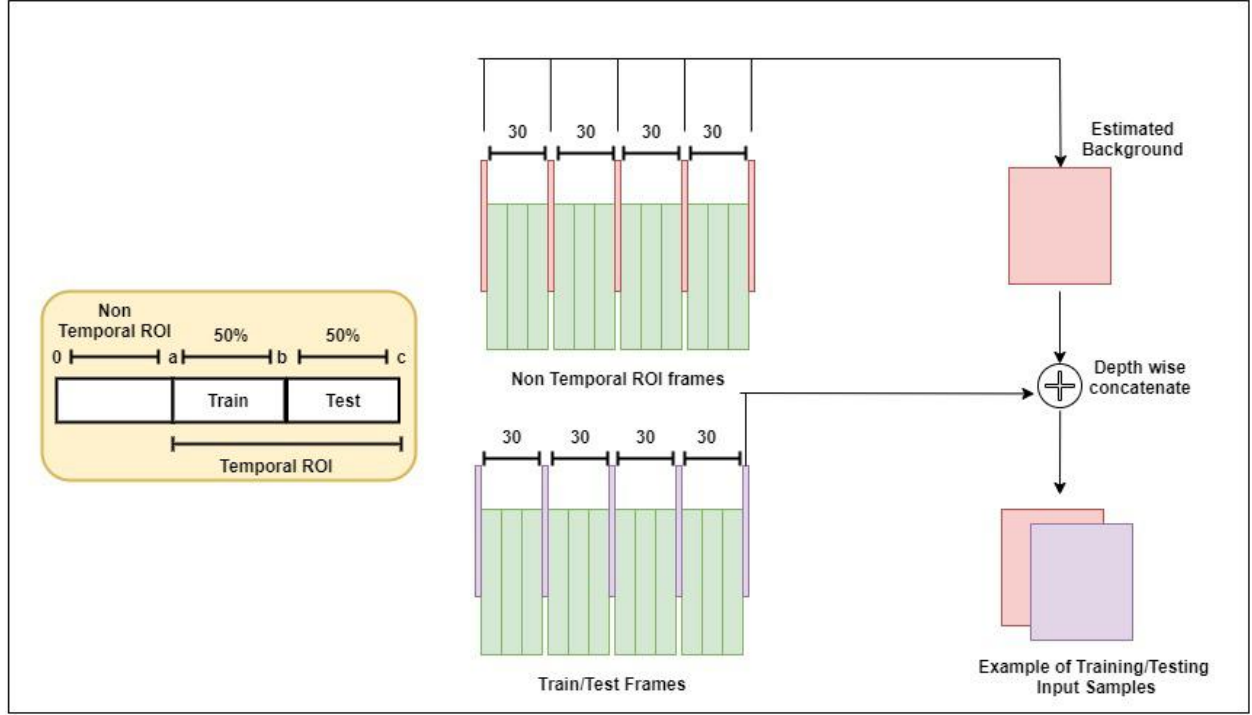 Non
Temporal ROI
50%
50%
0
a
b
c
Train
Test
Temporal ROI
30
30
30
30
Non Temporal ROI frames
30
30
30
30
Train/Test Frames
Estimated
Background
Depth wise
concatenate
Example of Training/Testing
Input Samples